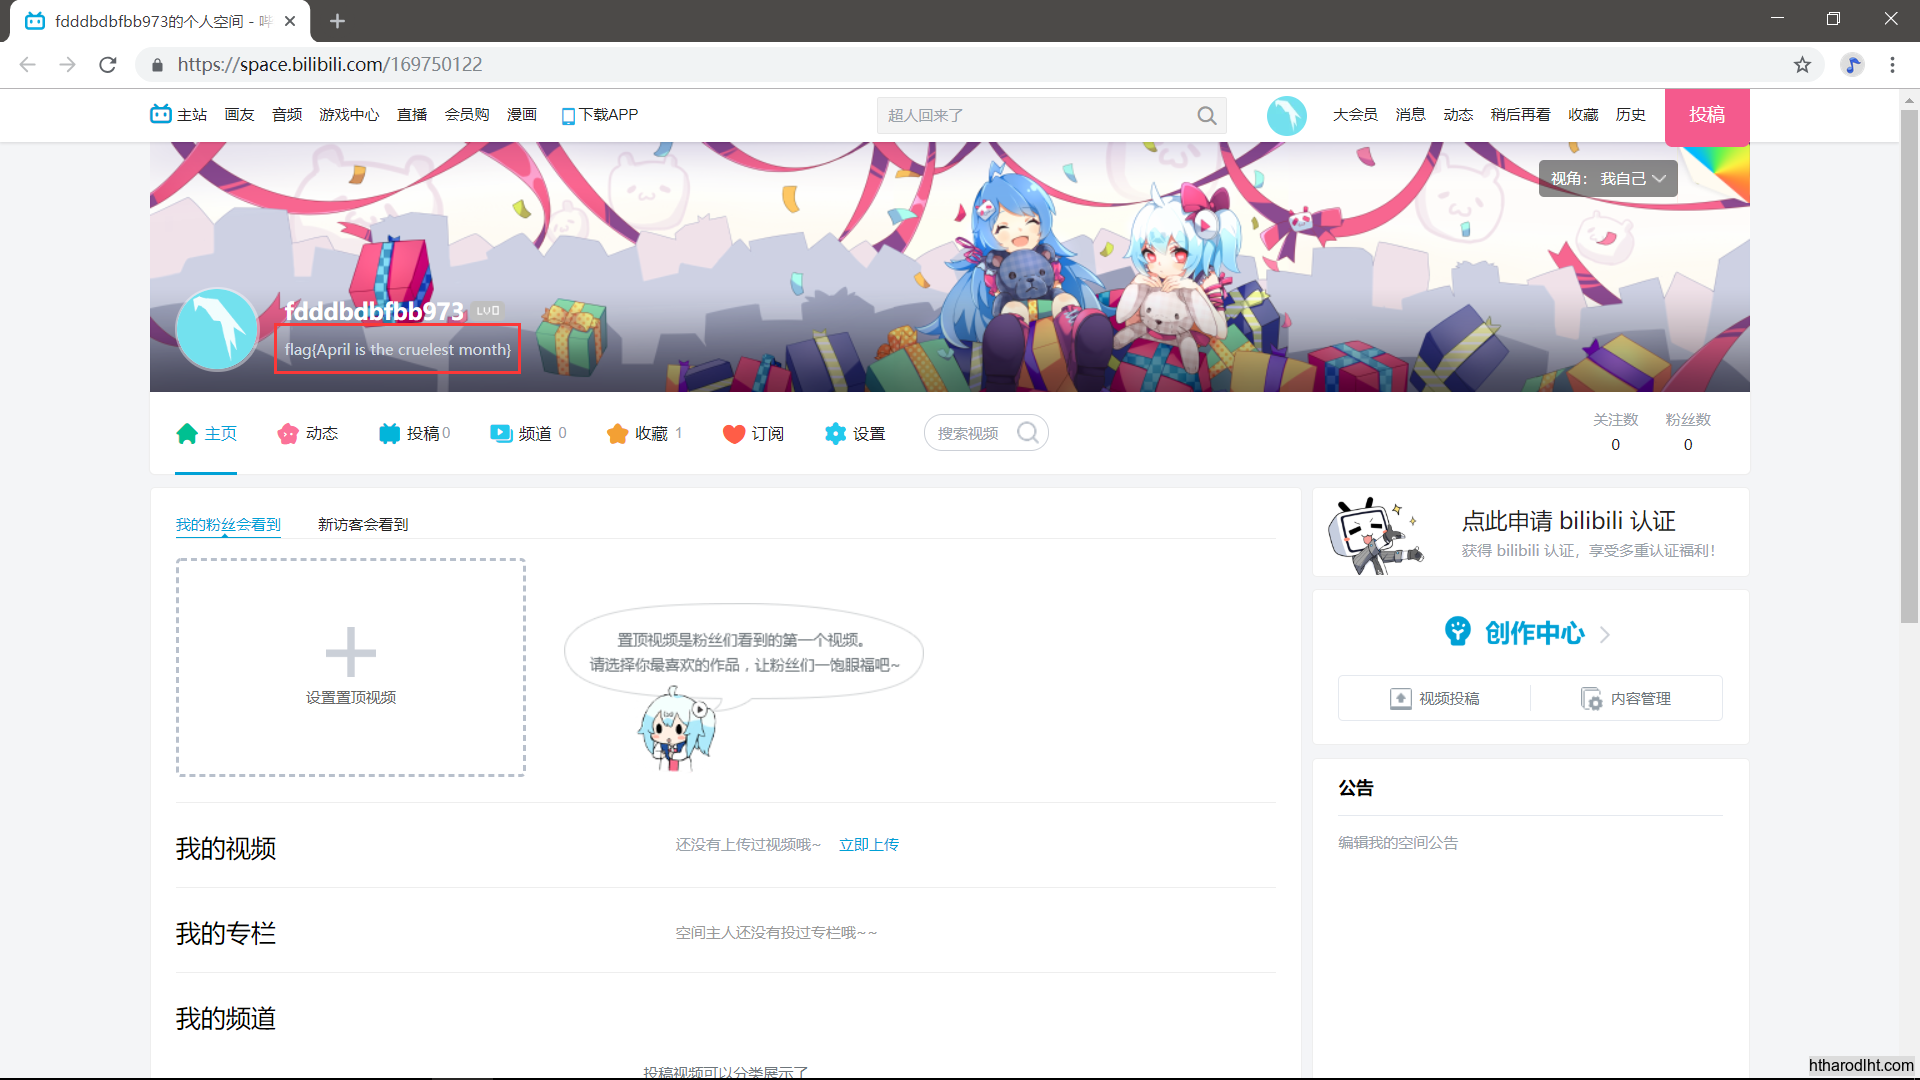 fdddbdbfbb973的个人空间 - 哔
https://space.bilibili.com/169750122
主站 画友 音频 游戏中心 直播 会员购 漫画 下载APP
超人回来了
大会员 消息 动态 稍后再看 收藏 历史 投稿
视角： 我自己
fdddbdbfbb973 LV0
flag{April is the cruelest month}
主页 动态 投稿 0 频道 0 收藏 1 订阅 设置
搜索视频
关注数 粉丝数
0 0
我的粉丝会看到 新访客会看到
设置置顶视频
置顶视频是粉丝们看到的第一个视频。
请选择你最喜欢的作品，让粉丝们一饱眼福吧~
点此申请 bilibili 认证
获得 bilibili 认证，享受多重认证福利！
创作中心
视频投稿 内容管理
公告
编辑我的空间公告
我的视频
还没有上传过视频哦~ 立即上传
我的专栏
空间主人还没有投过专栏哦~~
我的频道
投稿视频可以分类展示了
htharodlht.com